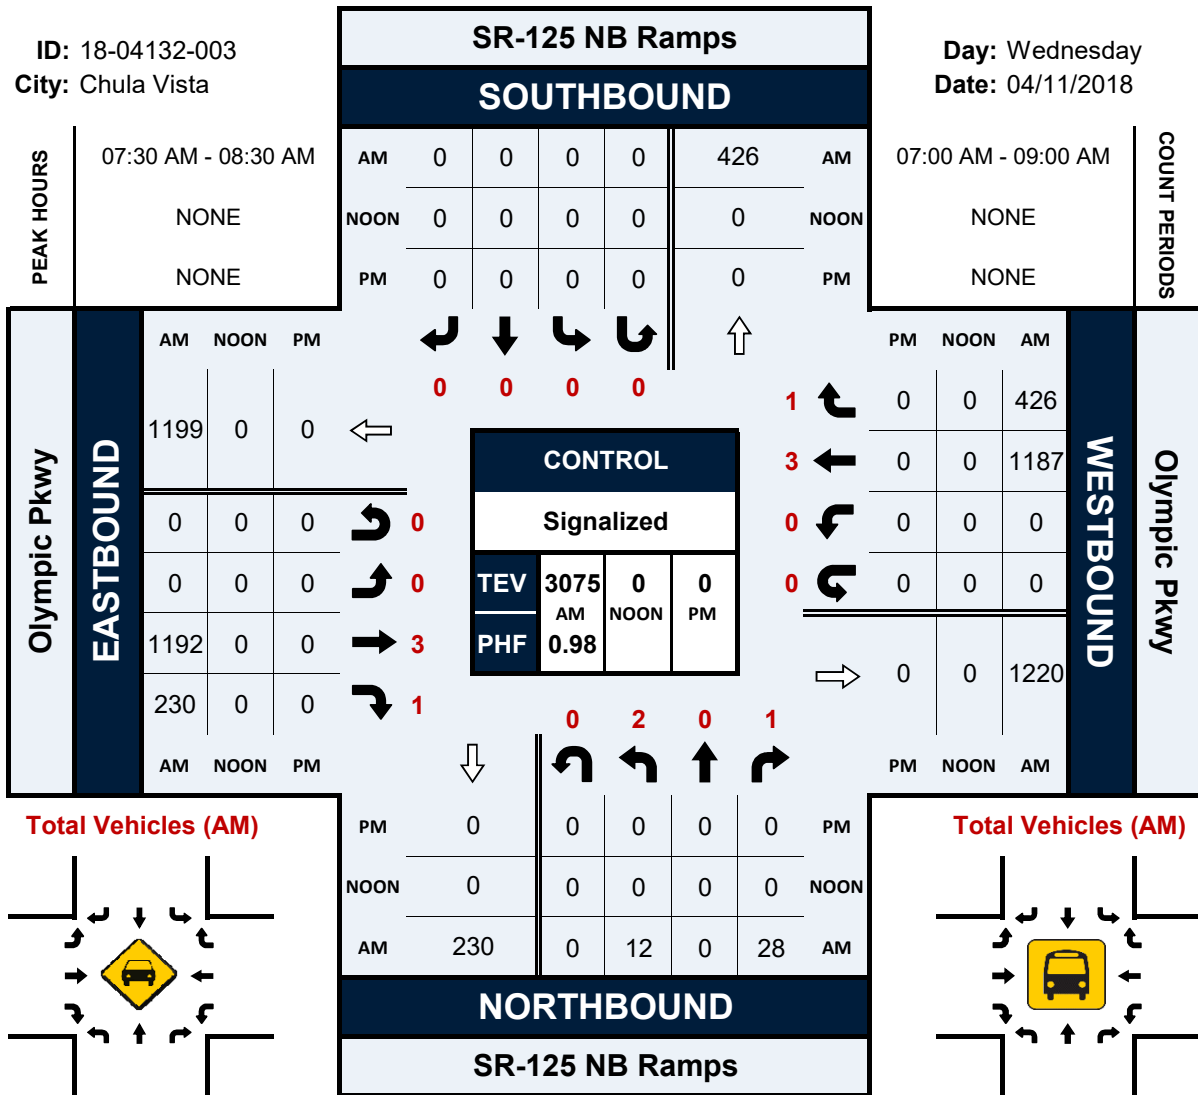 SR-125 NB Ramps
ID: 18-04132-003
Day: Wednesday
City: Chula Vista
Date: 04/11/2018
SOUTHBOUND
PEAK HOURS
07:30 AM - 08:30 AM
AM 0 0 0 0 426 AM
07:00 AM - 09:00 AM
COUNT PERIODS
NONE
NOON 0 0 0 0 0 NOON
NONE
NONE
PM 0 0 0 0 0 PM
NONE
0 0 0 0
Olympic Pkwy
EASTBOUND
AM NOON PM
1199 0 0
0 0 0 0
0 0 0 0
1192 0 0 3
230 0 0 1
AM NOON PM
CONTROL
Signalized
TEV 3075 0 0
AM NOON PM
PHF 0.98
PM NOON AM
1 0 0 426
3 0 0 1187
0 0 0 0
0 0 0 0
0 0 1220
PM NOON AM
WESTBOUND
Olympic Pkwy
0 2 0 1
Total Vehicles (AM)
PM 0 0 0 0 0 PM
NOON 0 0 0 0 0 NOON
AM 230 0 12 0 28 AM
Total Vehicles (AM)
NORTHBOUND
SR-125 NB Ramps